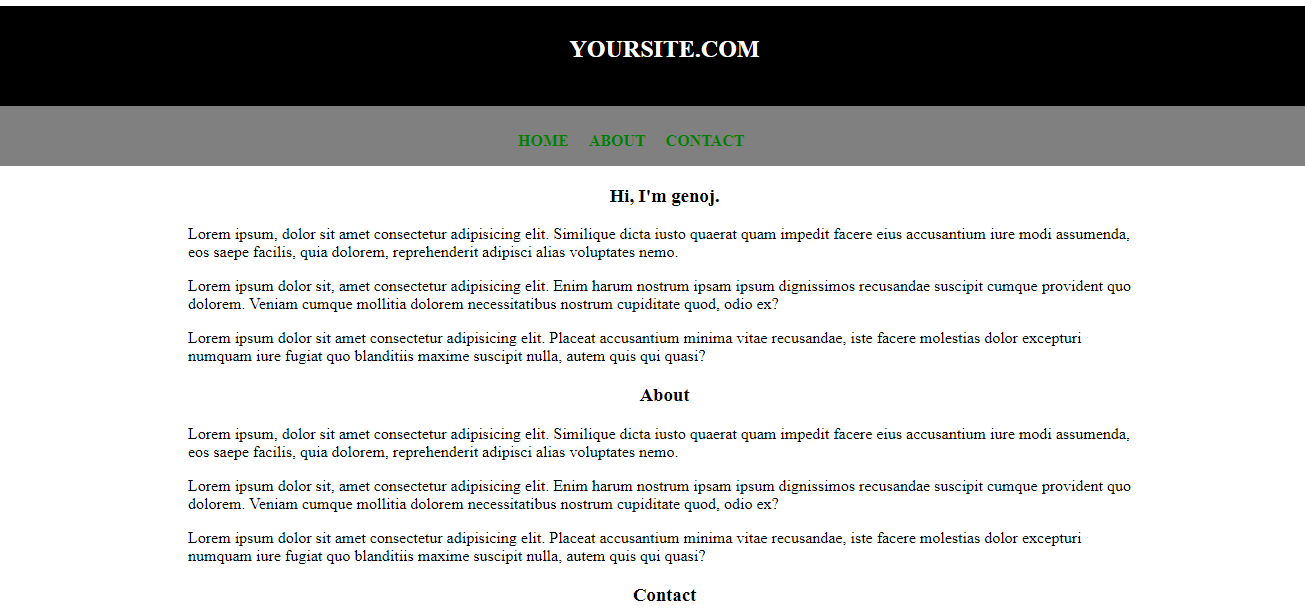 YOURSITE.COM
HOME ABOUT CONTACT
Hi, I'm genoj.
Lorem ipsum, dolor sit amet consectetur adipisicing elit. Similique dicta iusto quaerat quam impedit facere eius accusantium iure modi assumenda,
eos saepe facilis, quia dolorem, reprehenderit adipisci alias voluptates nemo.
Lorem ipsum dolor sit, amet consectetur adipisicing elit. Enim harum nostrum ipsam ipsum dignissimos recusandae suscipit cumque provident quo
dolorem. Veniam cumque mollitia dolorem necessitatibus nostrum cupiditate quod, odio ex?
Lorem ipsum dolor sit amet consectetur adipisicing elit. Placeat accusantium minima vitae recusandae, iste facere molestias dolor excepturi
numquam iure fugiat quo blanditiis maxime suscipit nulla, autem quis qui quasi?
About
Lorem ipsum, dolor sit amet consectetur adipisicing elit. Similique dicta iusto quaerat quam impedit facere eius accusantium iure modi assumenda,
eos saepe facilis, quia dolorem, reprehenderit adipisci alias voluptates nemo.
Lorem ipsum dolor sit, amet consectetur adipisicing elit. Enim harum nostrum ipsam ipsum dignissimos recusandae suscipit cumque provident quo
dolorem. Veniam cumque mollitia dolorem necessitatibus nostrum cupiditate quod, odio ex?
Lorem ipsum dolor sit amet consectetur adipisicing elit. Placeat accusantium minima vitae recusandae, iste facere molestias dolor excepturi
numquam iure fugiat quo blanditiis maxime suscipit nulla, autem quis qui quasi?
Contact